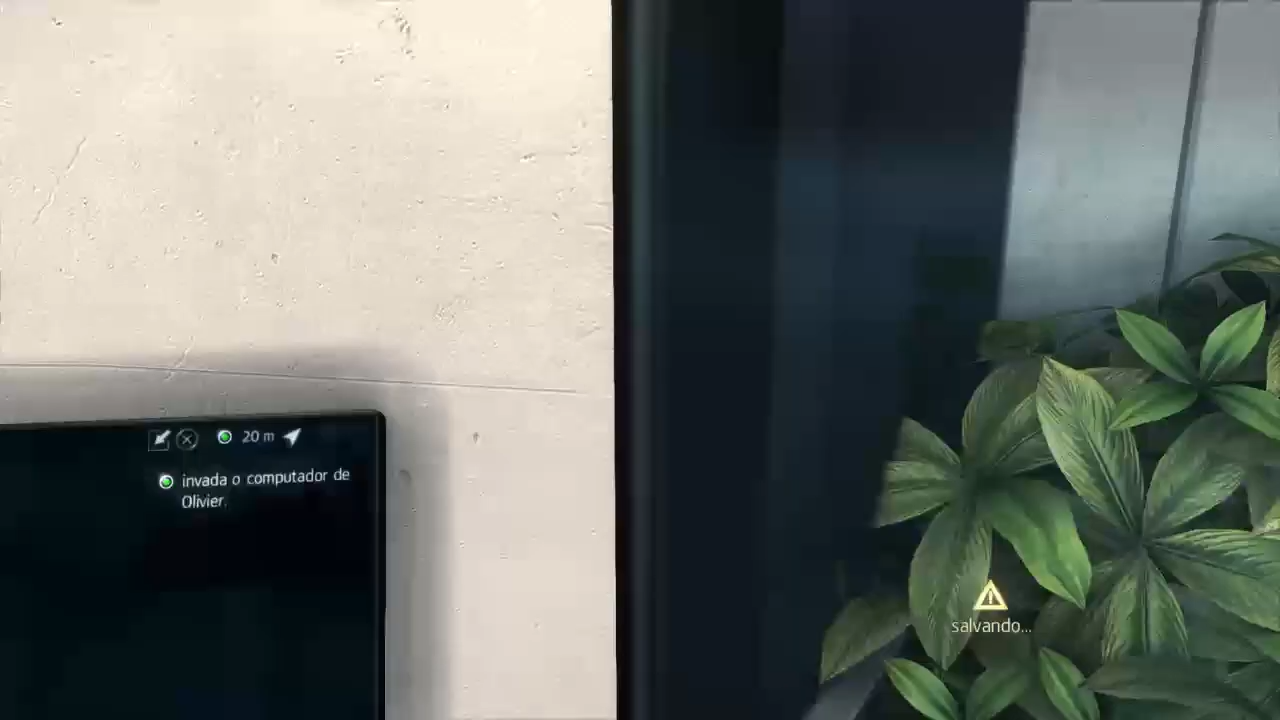 20 m
invada o computador de
Olivier.
salvando...